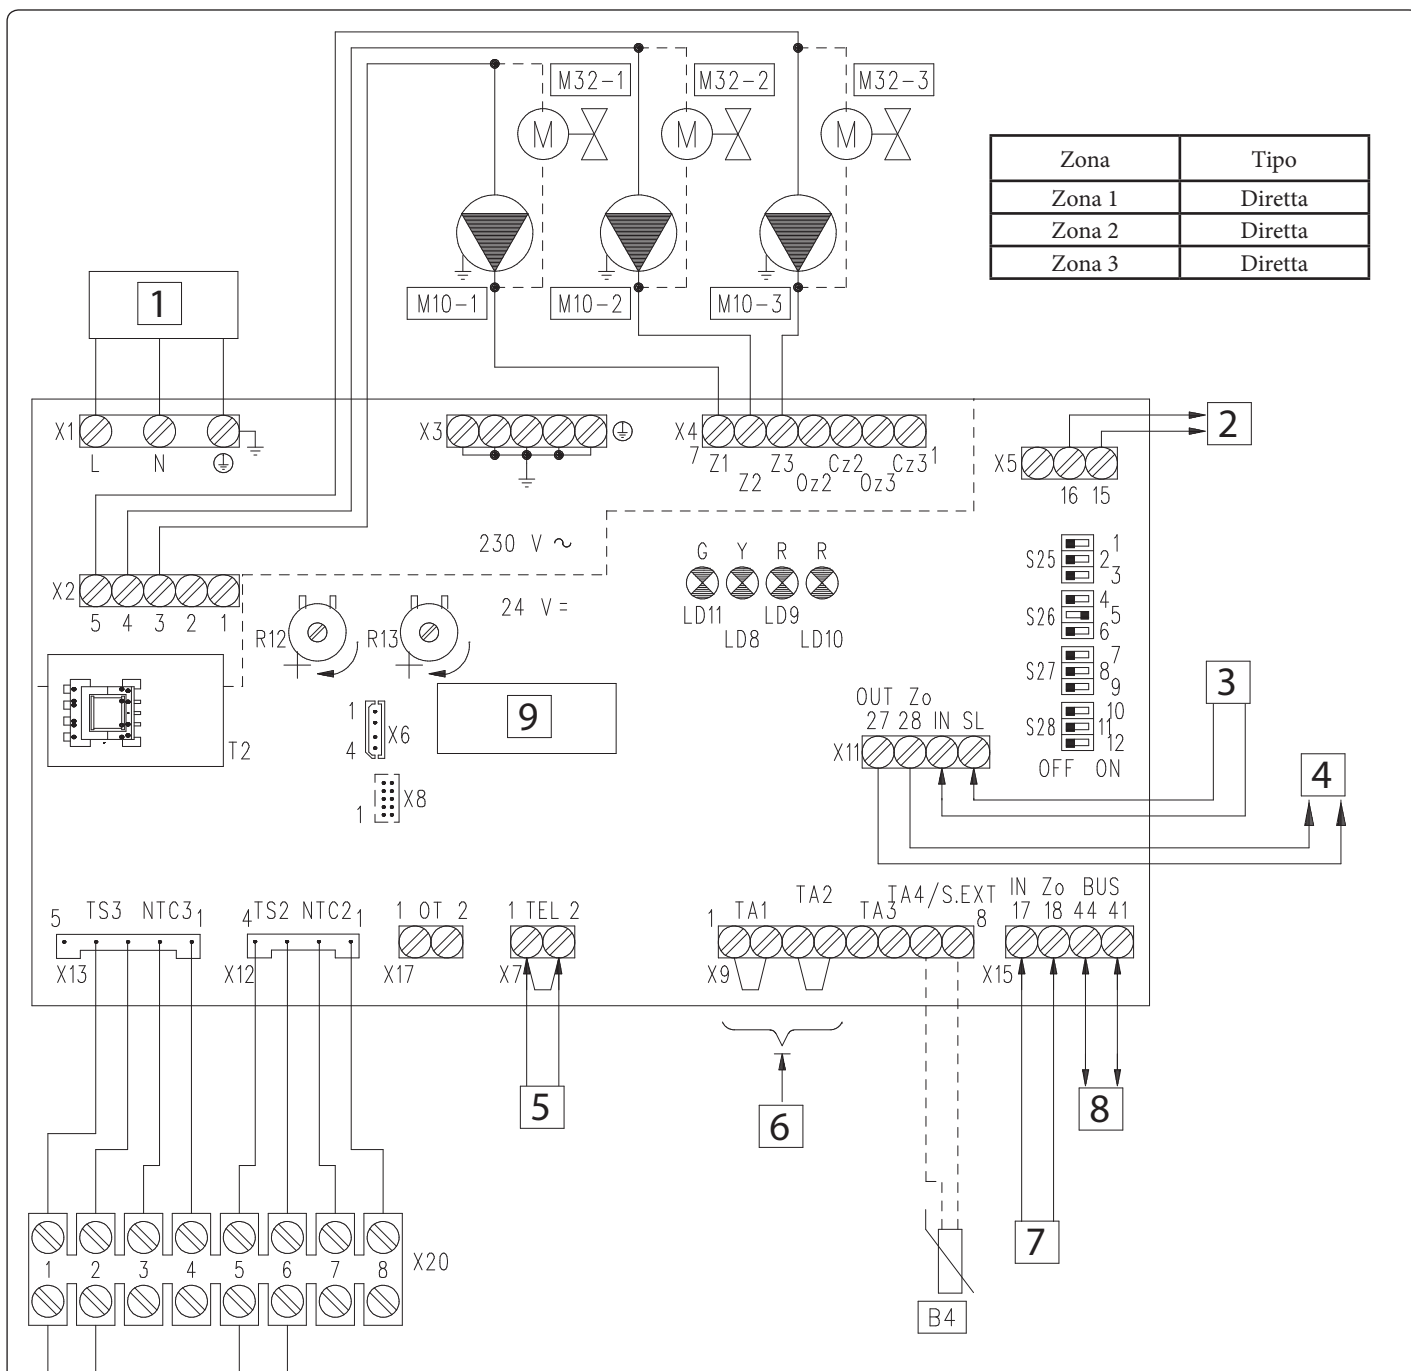 M32-1 M32-2 M32-3
M M M
Zona Tipo
Zona 1 Diretta
Zona 2 Diretta
Zona 3 Diretta
1
M10-1 M10-2 M10-3
X1
L N
X3
X4
7 Z1 Z3 Cz2 Cz3 1
Z2 Oz2 Oz3
X5
16 15
2
230 V ~
24 V =
X2
5 4 3 2 1
G Y R R
LD11 LD9
LD8 LD10
S25 1 2 3
S26 4 5 6
S27 7 8 9
S28 10 11 12
OFF ON
R12 R13
T2
1
4
X6
9
1
X8
OUT Zo
27 28 IN SL
X11
3
4
5 TS3 NTC3 1
X13
4 TS2 NTC2 1
X12
1 OT 2
X17
1 TEL 2
X7
1 TA1 TA2 TA3 TA4/S.EXT 8
X9
IN Zo BUS
17 18 44 41
X15
5
6
8
7
1 2 3 4 5 6 7 8
X20
B4